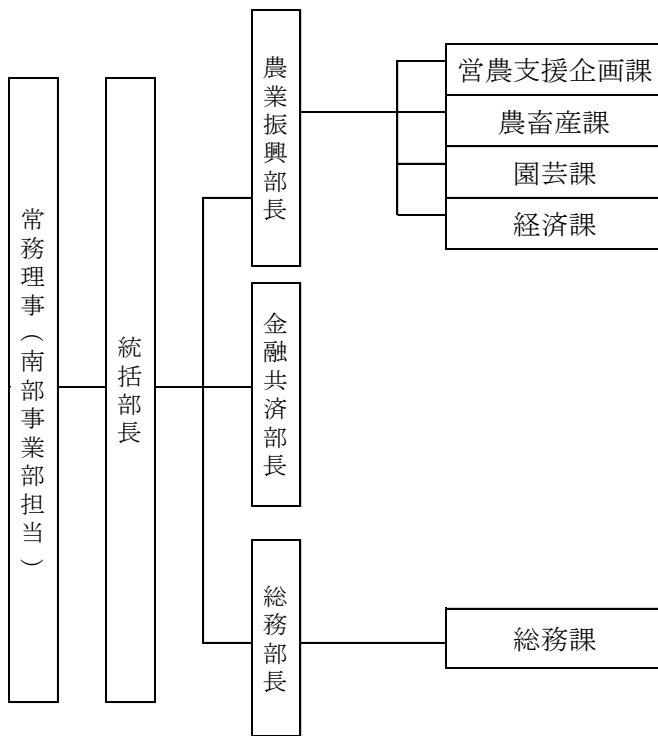 常務理事（南部事業部担当）
統括部長
農業振興部長
営農支援企画課
農畜産課
園芸課
経済課
金融共済部長
総務部長
総務課